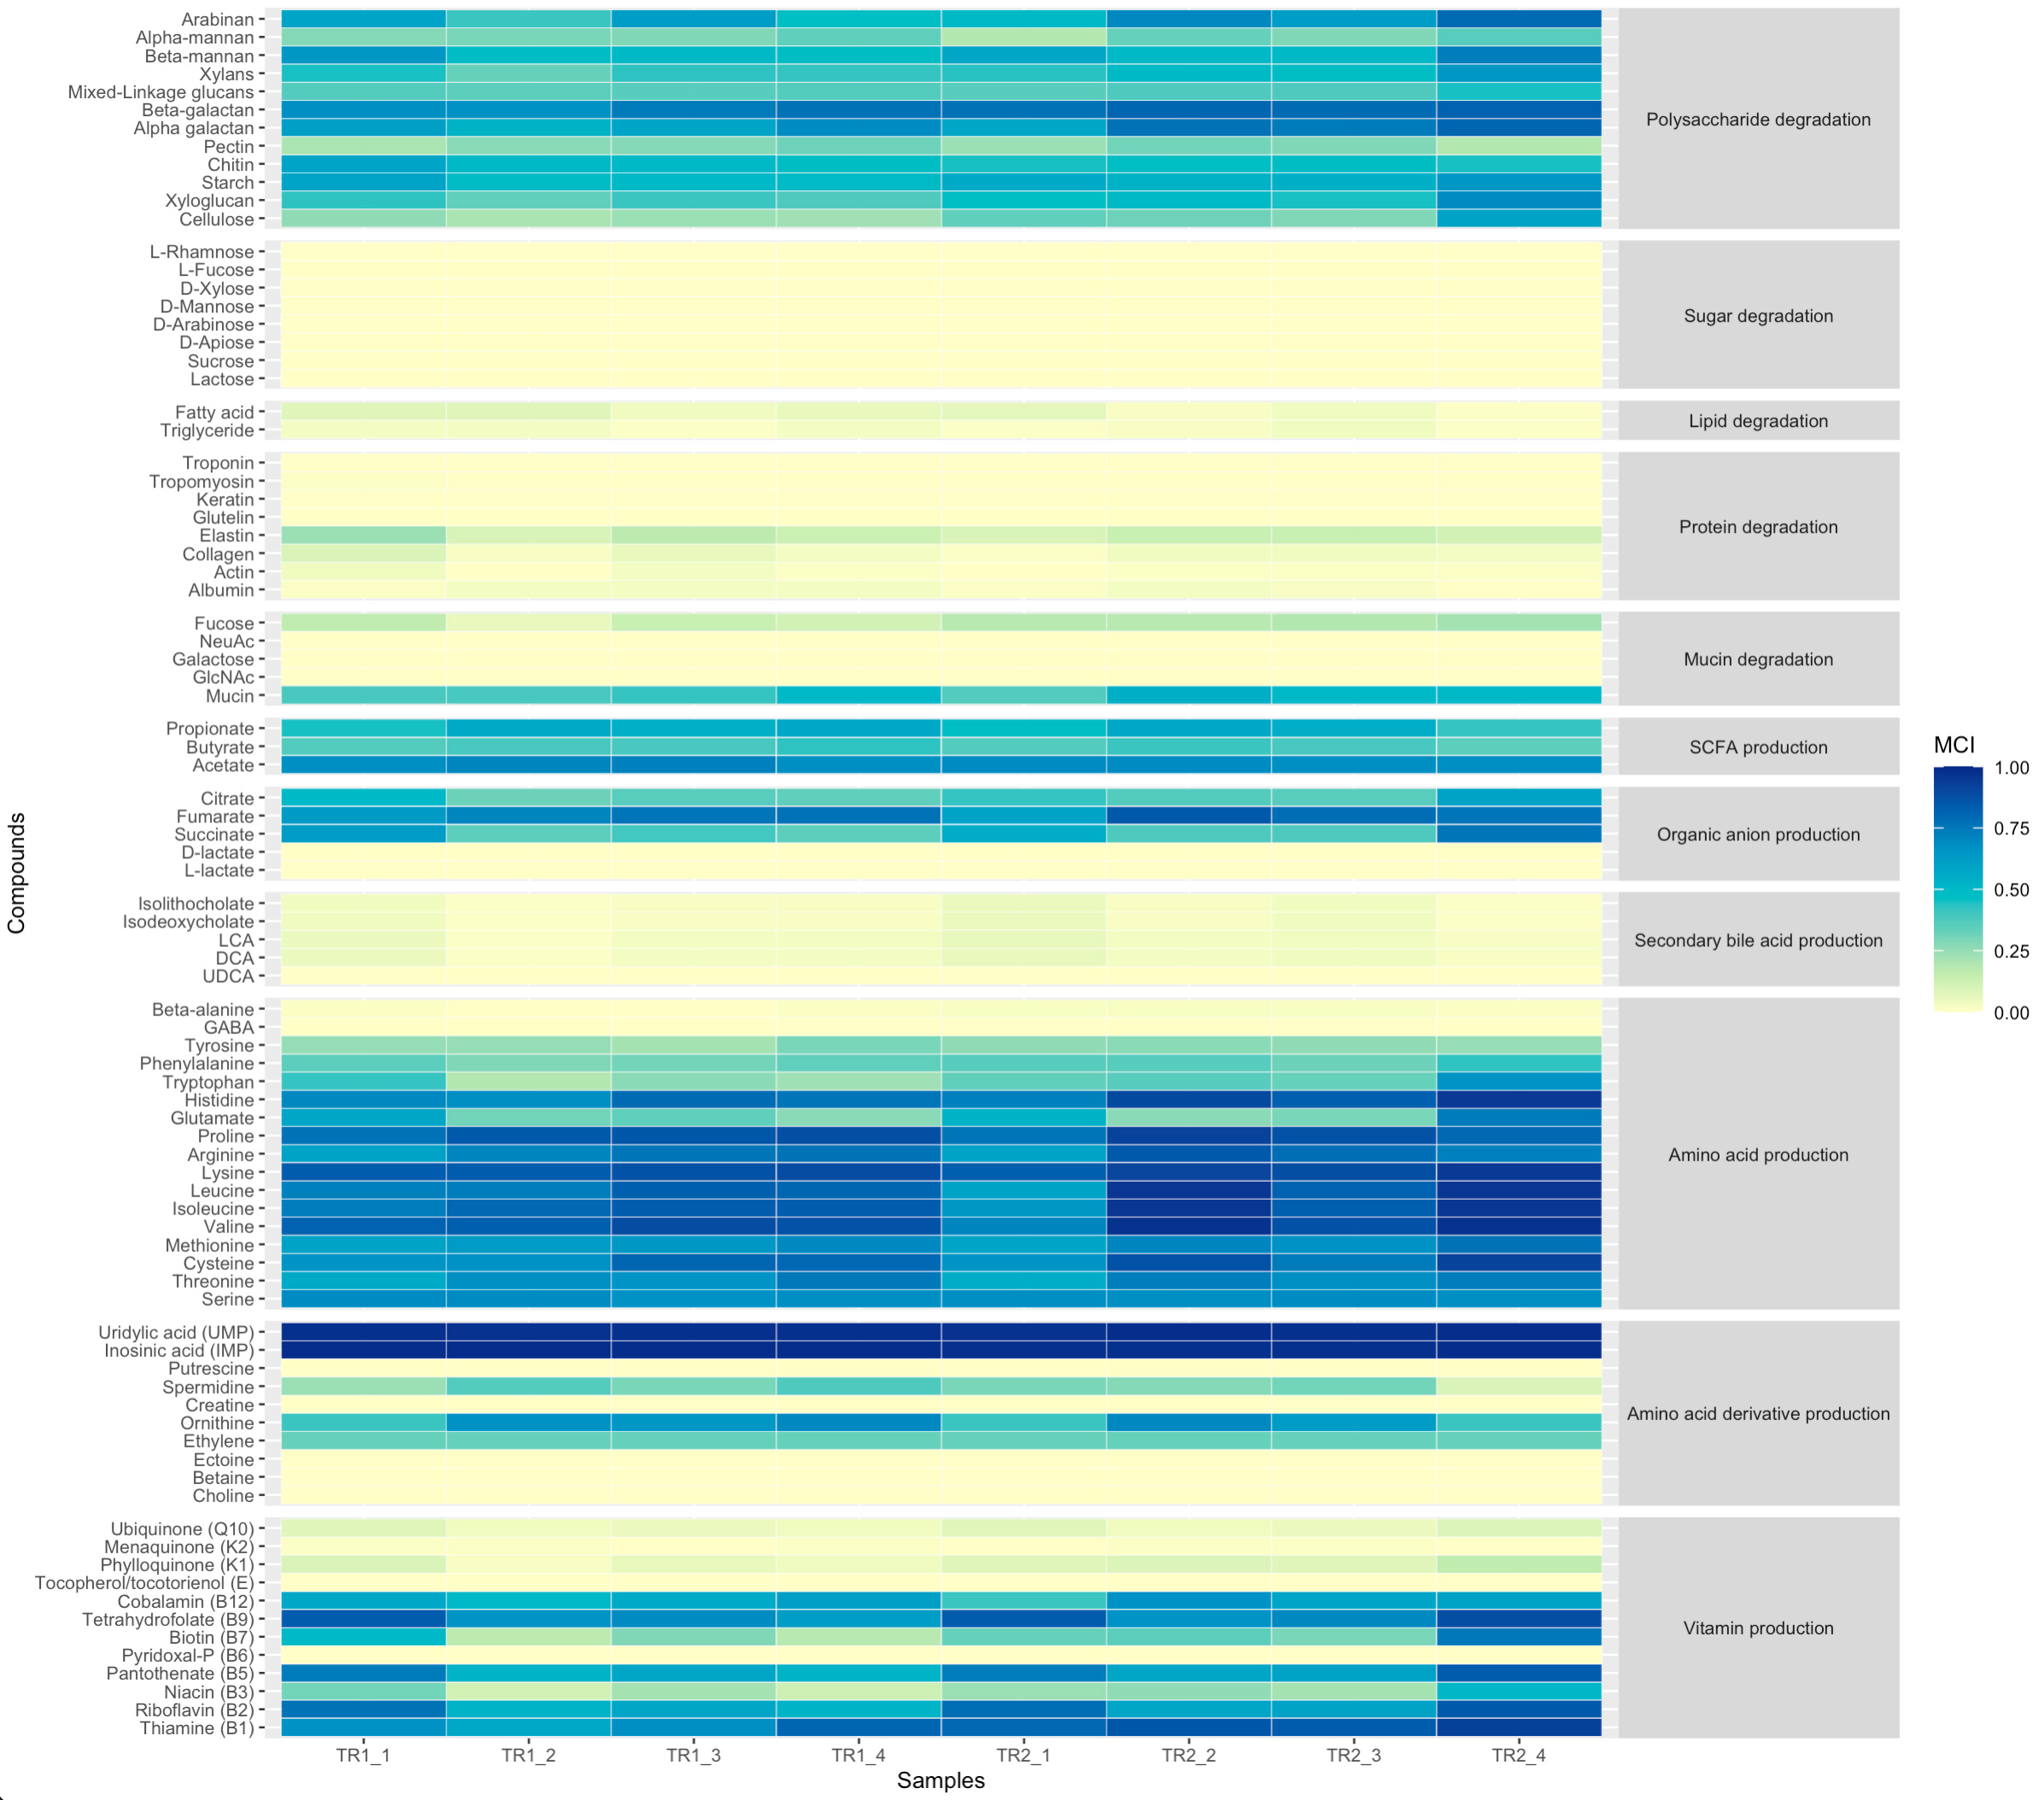 Compounds
Arabinan
Alpha-mannan
Beta-mannan
Xylans
Mixed-Linkage glucans
Beta-galactan
Alpha galactan
Pectin
Chitin
Starch
Xyloglucan
Cellulose
Polysaccharide degradation
L-Rhamnose
L-Fucose
D-Xylose
D-Mannose
D-Arabinose
D-Apiose
Sucrose
Lactose
Sugar degradation
Fatty acid
Triglyceride
Lipid degradation
Troponin
Tropomyosin
Keratin
Glutelin
Elastin
Collagen
Actin
Albumin
Protein degradation
Fucose
NeuAc
Galactose
GlcNAc
Mucin
Mucin degradation
Propionate
Butyrate
Acetate
SCFA production
Citrate
Fumarate
Succinate
D-lactate
L-lactate
Organic anion production
Isolithocholate
Isodeoxycholate
LCA
DCA
UDCA
Secondary bile acid production
Beta-alanine
GABA
Tyrosine
Phenylalanine
Tryptophan
Histidine
Glutamate
Proline
Arginine
Lysine
Leucine
Isoleucine
Valine
Methionine
Cysteine
Threonine
Serine
Amino acid production
Uridylic acid (UMP)
Inosinic acid (IMP)
Putrescine
Spermidine
Creatine
Ornithine
Ethylene
Ectoine
Betaine
Choline
Amino acid derivative production
Ubiquinone (Q10)
Menaquinone (K2)
Phylloquinone (K1)
Tocopherol/tocotorienol (E)
Cobalamin (B12)
Tetrahydrofolate (B9)
Biotin (B7)
Pyridoxal-P (B6)
Pantothenate (B5)
Niacin (B3)
Riboflavin (B2)
Thiamine (B1)
Vitamin production
TR1_1 TR1_2 TR1_3 TR1_4 TR2_1 TR2_2 TR2_3 TR2_4
Samples
MCI
1.00
0.75
0.50
0.25
0.00